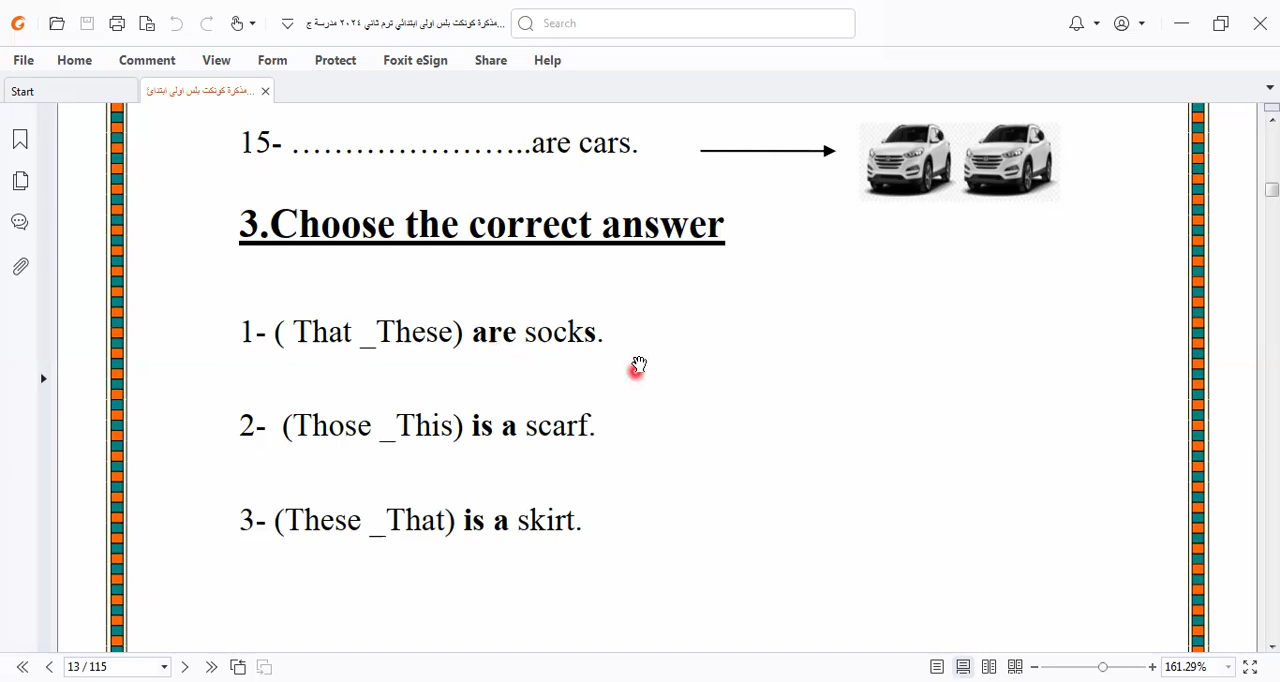 ...مذكرة كونكت بلس اولى ابتدائي ترم ثاني ٢٠٢٤ مدرسة ج
Search
File Home Comment View Form Protect Foxit eSign Share Help
Start
...مذكرة كونكت بلس اولى ابتدائ
15- …………………..are cars.
3.Choose the correct answer
1- ( That _These) are socks.
2- (Those _This) is a scarf.
3- (These _That) is a skirt.
13 / 115
161.29%